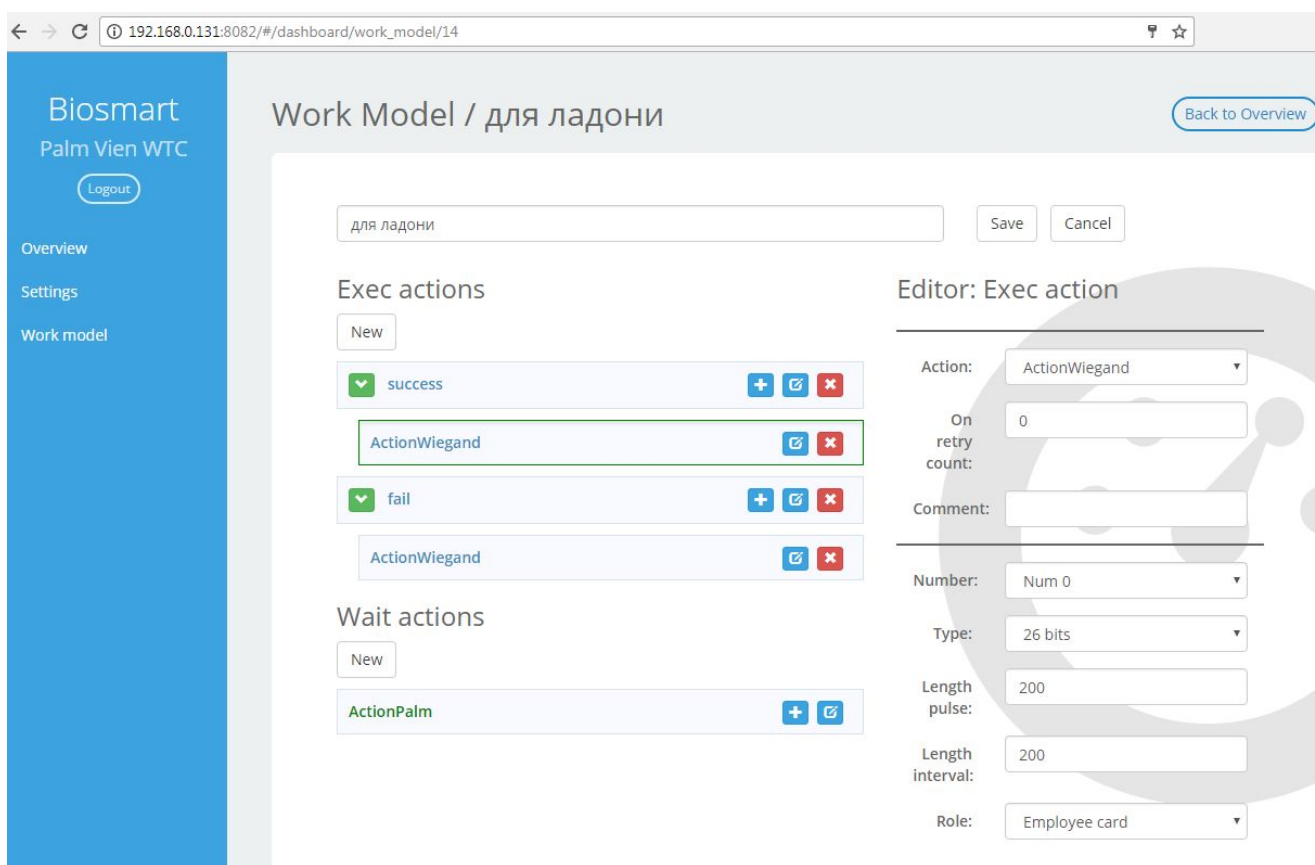 192.168.0.131:8082/#/dashboard/work_model/14
Biosmart
Palm Vien WTC
Logout
Overview
Settings
Work model
Work Model / для ладони
Back to Overview
для ладони
Save
Cancel
Exec actions
New
success
ActionWiegand
fail
ActionWiegand
Wait actions
New
ActionPalm
Editor: Exec action
Action:
ActionWiegand
On
retry
count:
0
Comment:
Number:
Num 0
Type:
26 bits
Length
pulse:
200
Length
interval:
200
Role:
Employee card